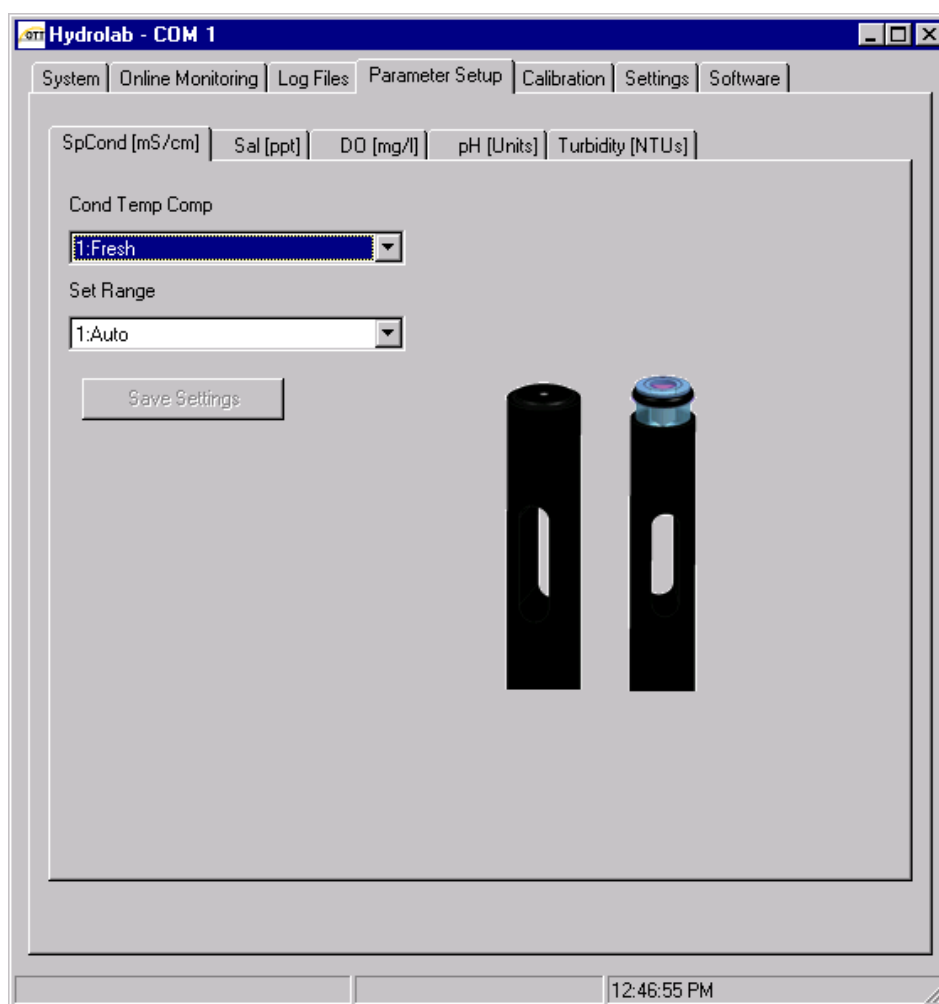 OTT Hydrolab - COM 1
System Online Monitoring Log Files Parameter Setup Calibration Settings Software
SpCond [mS/cm] Sal [ppt] DO [mg/l] pH [Units] Turbidity [NTUs]
Cond Temp Comp
1:Fresh
Set Range
1:Auto
Save Settings
12:46:55 PM